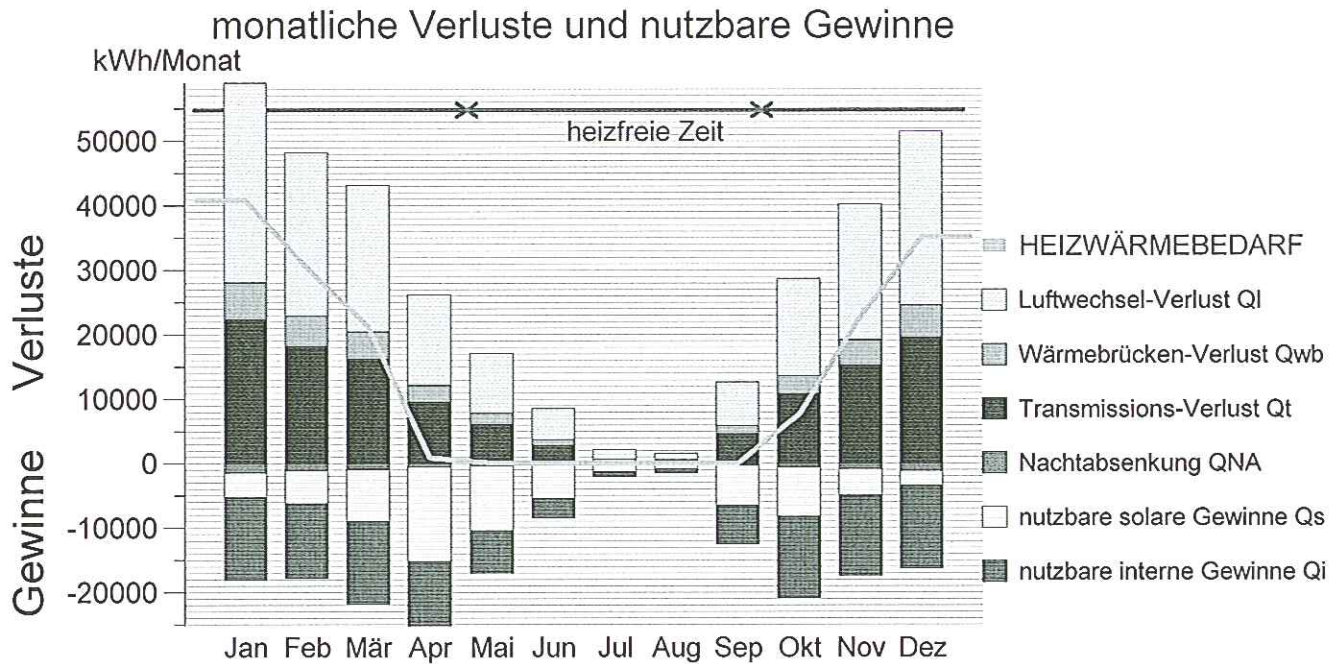 monatliche Verluste und nutzbare Gewinne
kWh/Monat
heizfreie Zeit
50000
40000
30000
20000
10000
0
-10000
-20000
Verluste
Gewinne
HEIZWÄRMEBEDARF
Luftwechsel-Verlust Ql
Wärmebrücken-Verlust Qwb
Transmissions-Verlust Qt
Nachtabsenkung QNA
nutzbare solare Gewinne Qs
nutzbare interne Gewinne Qi
Jan Feb Mär Apr Mai Jun Jul Aug Sep Okt Nov Dez